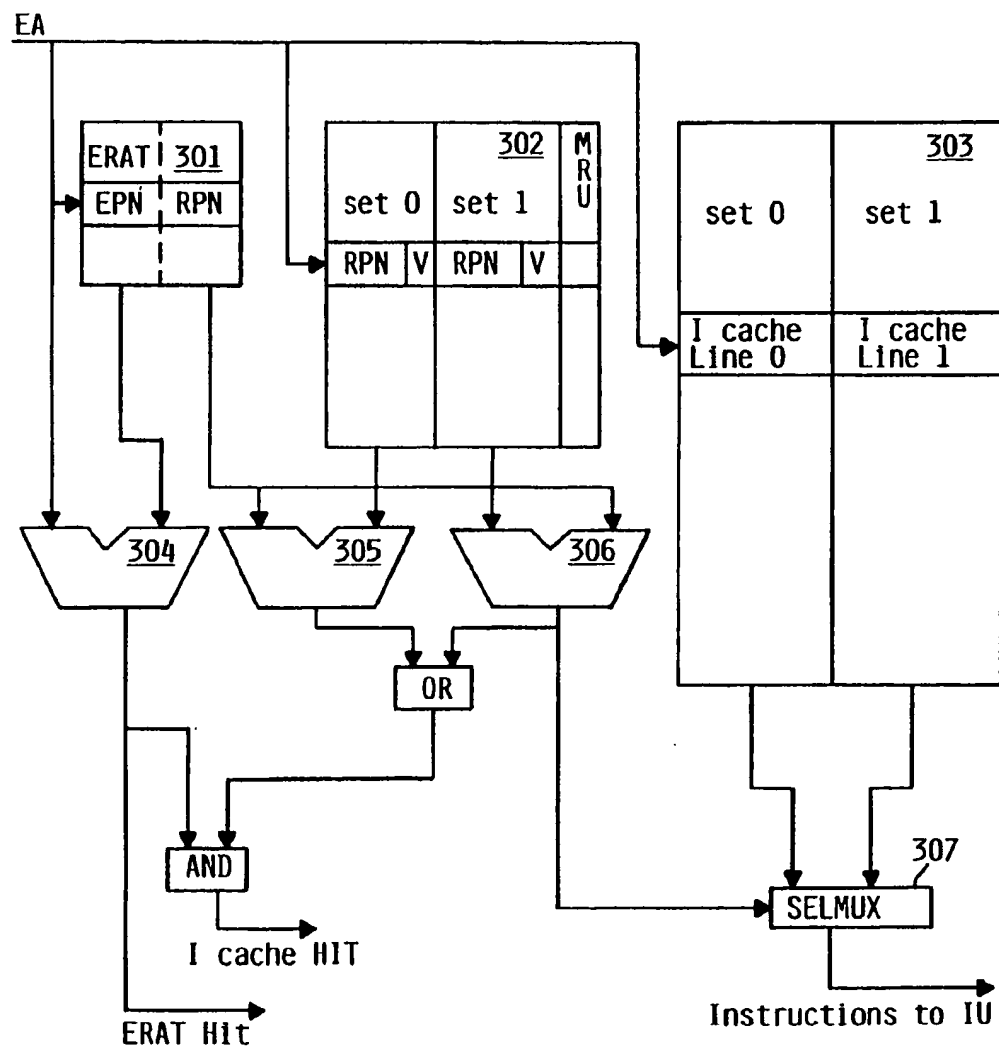 EA
ERAT 301
EPN RPN
302
MRU
set 0 set 1
RPN V RPN V
303
set 0 set 1
I cache Line 0
I cache Line 1
304
305
306
OR
AND
I cache HIT
ERAT Hit
307
SELMUX
Instructions to IU